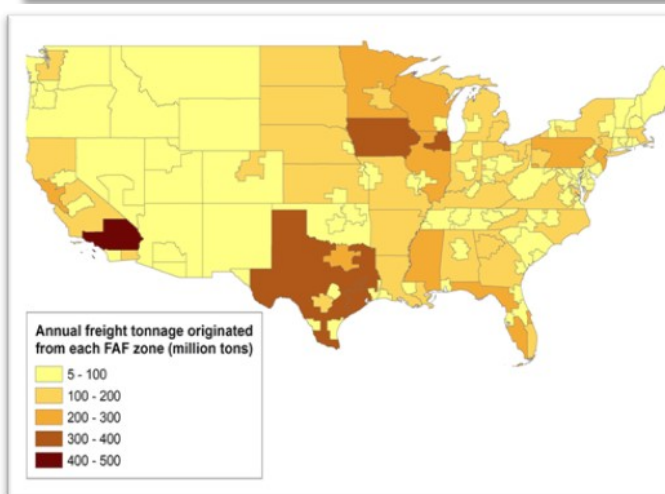 Annual freight tonnage originated
from each FAF zone (million tons)
5 - 100
100 - 200
200 - 300
300 - 400
400 - 500